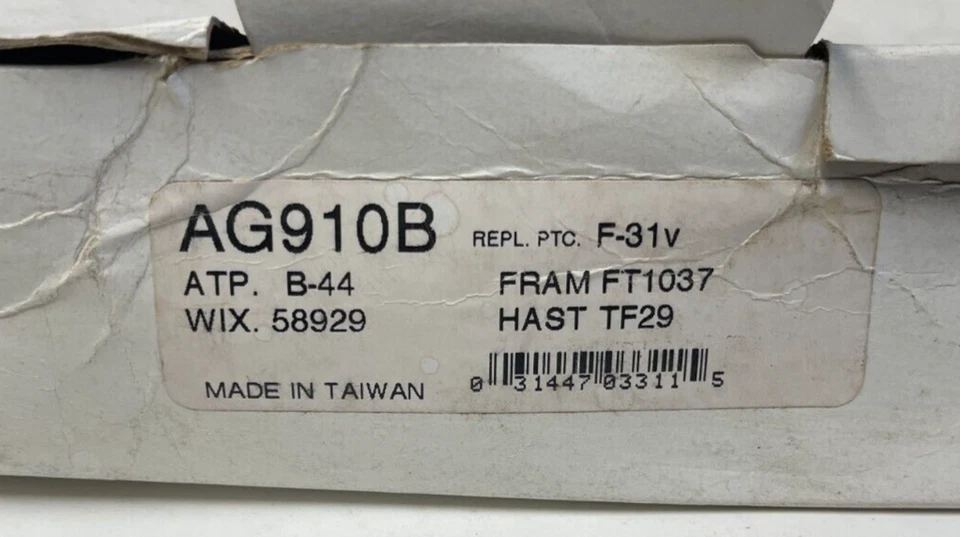 AG910B REPL. PTC. F-31V
ATP. B-44 FRAM FT1037
WIX. 58929 HAST TF29
MADE IN TAIWAN 0 31447 03311 5